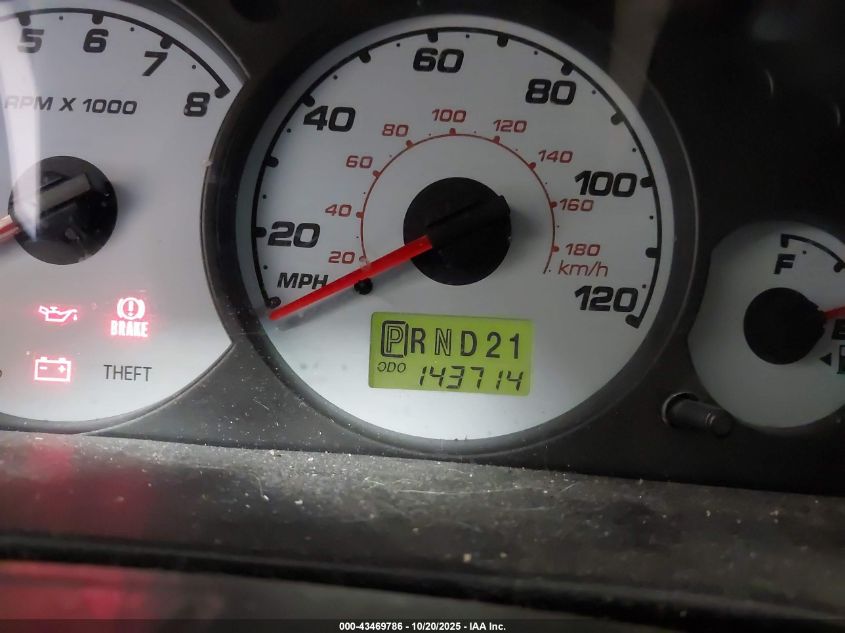 5 6 7 8
RPM X 1000
BRAKE
THEFT
20 40 60 80 100 120
MPH
20 40 60 80 100 120 140 160 180
km/h
PRND21
ODO 143714
F
E
000-43469786 - 10/20/2025 - IAA Inc.